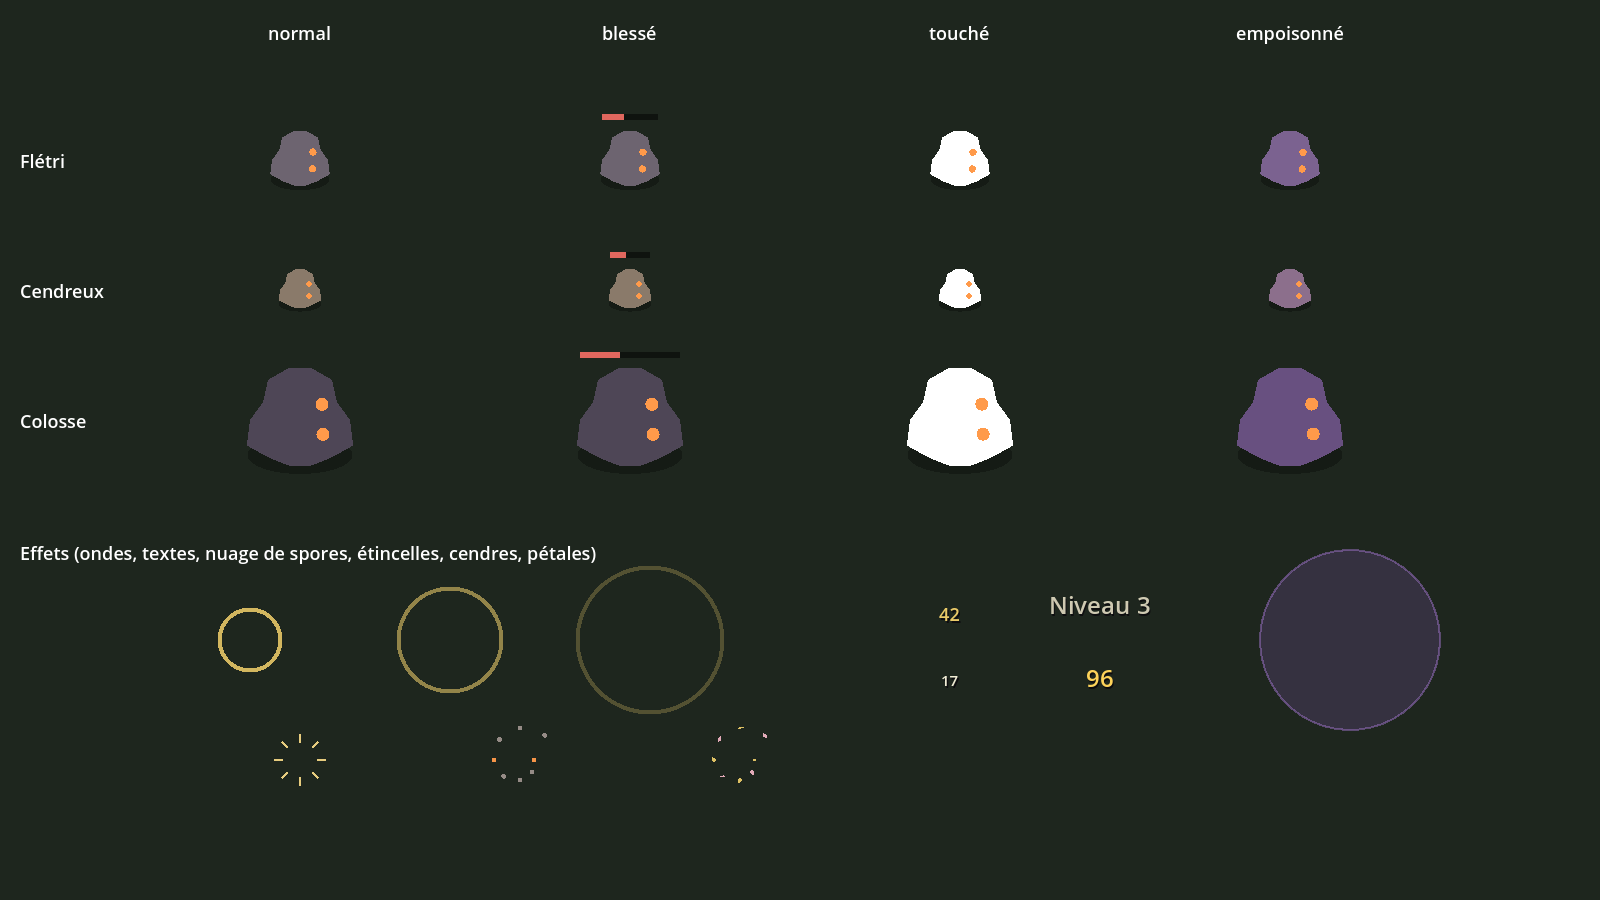 normal
blessé
touché
empoisonné
Flétri
Cendreux
Colosse
Effets (ondes, textes, nuage de spores, étincelles, cendres, pétales)
42
Niveau 3
17
96